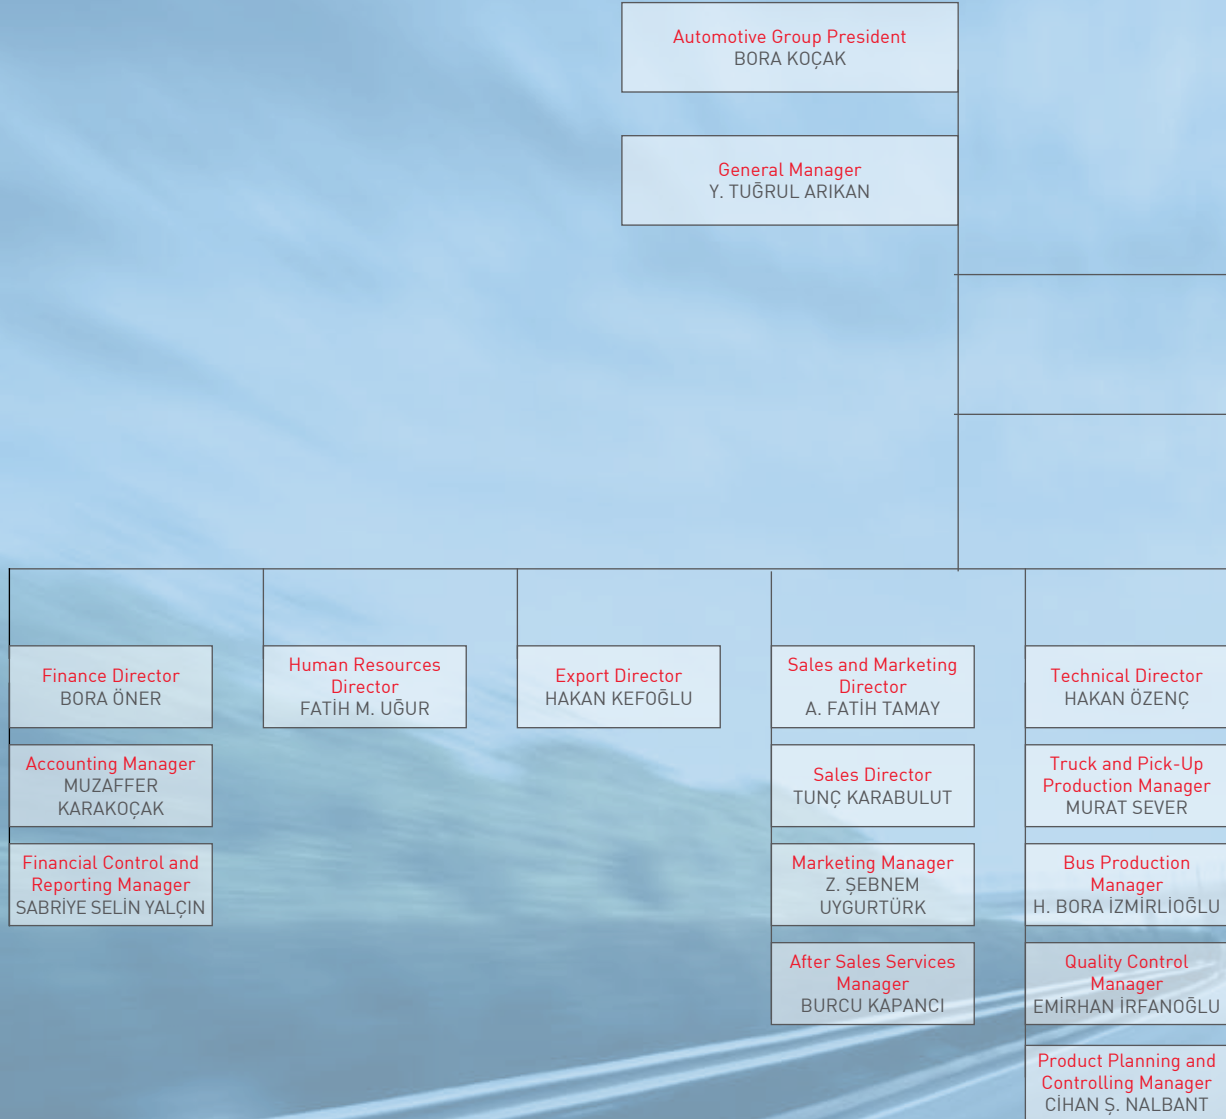 Automotive Group President
BORA KOÇAK
General Manager
Y. TUĞRUL ARIKAN
Finance Director
BORA ÖNER
Accounting Manager
MUZAFFER
KARAKOÇAK
Financial Control and
Reporting Manager
SABRİYE SELİN YALÇIN
Human Resources
Director
FATİH M. UĞUR
Export Director
HAKAN KEFOĞLU
Sales and Marketing
Director
A. FATİH TAMAY
Sales Director
TUNÇ KARABULUT
Marketing Manager
Z. ŞEBNEM
UYGURTÜRK
After Sales Services
Manager
BURCU KAPANCI
Technical Director
HAKAN ÖZENÇ
Truck and Pick-Up
Production Manager
MURAT SEVER
Bus Production
Manager
H. BORA İZMİRLİOĞLU
Quality Control
Manager
EMİRHAN İRFANOĞLU
Product Planning and
Controlling Manager
CİHAN Ş. NALBANT